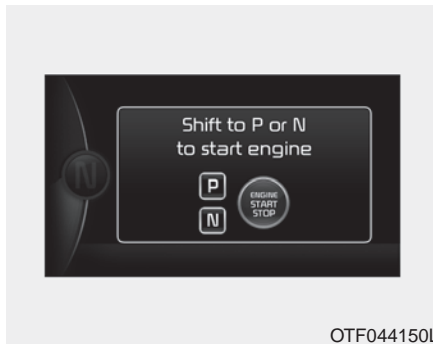 Shift to P or N
to start engine
N
P
N
ENGINE
START
STOP
OTF044150L